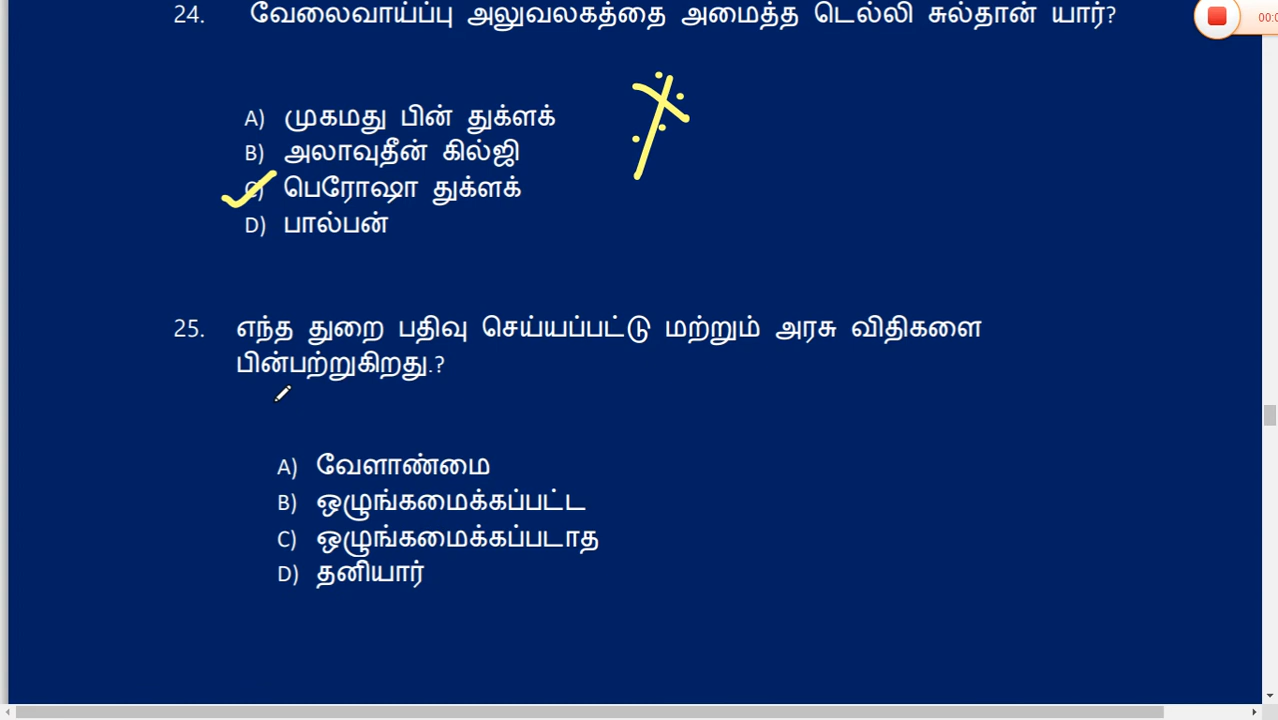 24. வேலைவாய்ப்பு அலுவலகத்தை அமைத்த டெல்லி சுல்தான் யார்?
A) முகமது பின் துக்ளக்
B) அலாவுதீன் கில்ஜி
C) பெரோஷா துக்ளக்
D) பால்பன்
25. எந்த துறை பதிவு செய்யப்பட்டு மற்றும் அரசு விதிகளை
பின்பற்றுகிறது.?
A) வேளாண்மை
B) ஒழுங்கமைக்கப்பட்ட
C) ஒழுங்கமைக்கப்படாத
D) தனியார்